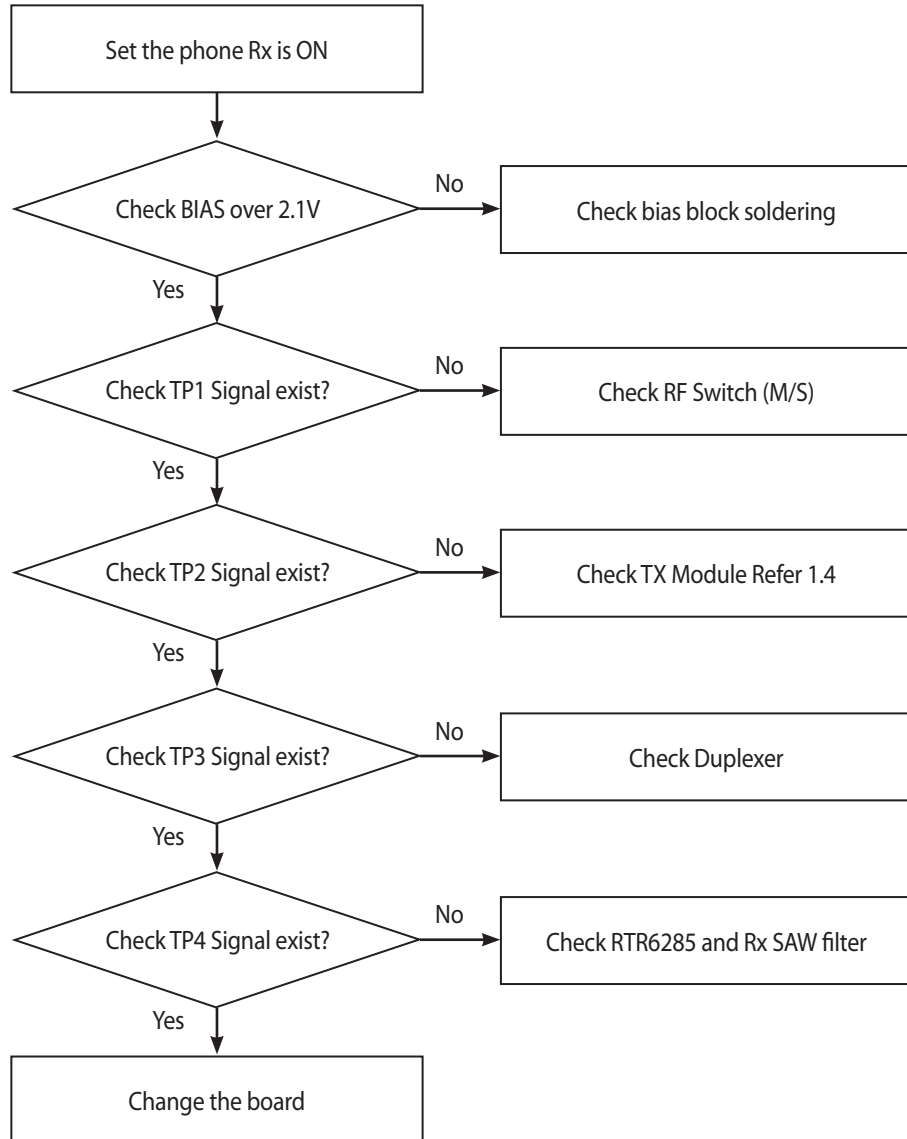 Set the phone Rx is ON
Check BIAS over 2.1V
No
Check bias block soldering
Yes
Check TP1 Signal exist?
No
Check RF Switch (M/S)
Yes
Check TP2 Signal exist?
No
Check TX Module Refer 1.4
Yes
Check TP3 Signal exist?
No
Check Duplexer
Yes
Check TP4 Signal exist?
No
Check RTR6285 and Rx SAW filter
Yes
Change the board